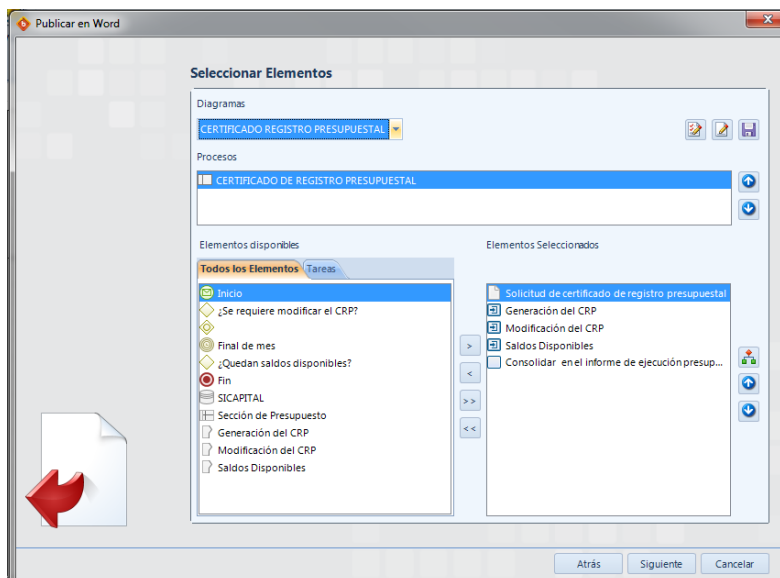 Publicar en Word
Seleccionar Elementos
Diagramas
CERTIFICADO REGISTRO PRESUPUESTAL
Procesos
CERTIFICADO DE REGISTRO PRESUPUESTAL
Elementos disponibles
Todos los Elementos Tareas
Inicio
¿Se requiere modificar el CRP?
Final de mes
¿Quedan saldos disponibles?
Fin
SICAPITAL
Sección de Presupuesto
Generación del CRP
Modificación del CRP
Saldos Disponibles
>
<
>>
<<
Elementos Seleccionados
Solicitud de certificado de registro presupuestal
Generación del CRP
Modificación del CRP
Saldos Disponibles
Consolidar en el informe de ejecución presup...
Atrás Siguiente Cancelar